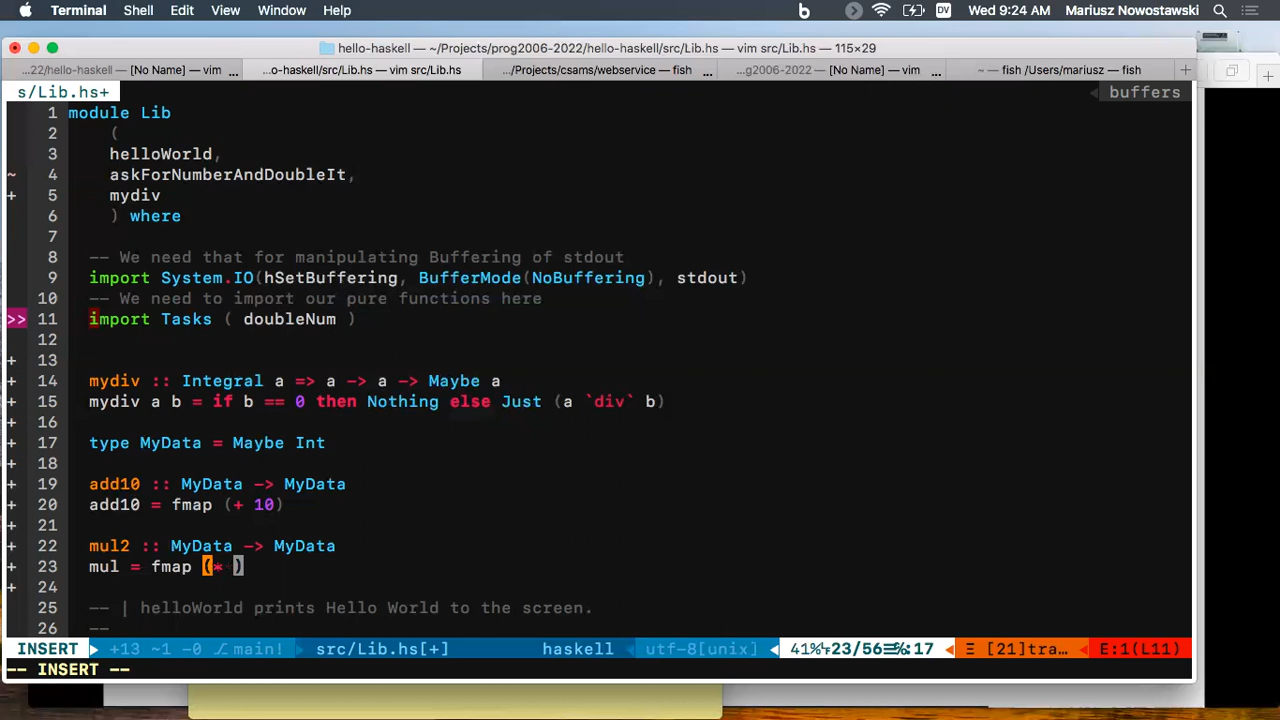 Terminal Shell Edit View Window Help DV Wed 9:24 AM Mariusz Nowostawski
hello-haskell — ~/Projects/prog2006-2022/hello-haskell/src/Lib.hs — vim src/Lib.hs — 115×29
...22/hello-haskell — [No Name] — vim ... ...o-haskell/src/Lib.hs — vim src/Lib.hs .../Projects/csams/webservice — fish ... ...g2006-2022 — [No Name] — vim ... ~ — fish /Users/mariusz — fish +
s/Lib.hs+ buffers
1 module Lib
2 (
3 helloWorld,
~ 4 askForNumberAndDoubleIt,
+ 5 mydiv
6 ) where
7
8 -- We need that for manipulating Buffering of stdout
9 import System.IO(hSetBuffering, BufferMode(NoBuffering), stdout)
10 -- We need to import our pure functions here
>> 11 import Tasks ( doubleNum )
12
+ 13
+ 14 mydiv :: Integral a => a -> a -> Maybe a
+ 15 mydiv a b = if b == 0 then Nothing else Just (a `div` b)
+ 16
+ 17 type MyData = Maybe Int
+ 18
+ 19 add10 :: MyData -> MyData
+ 20 add10 = fmap (+ 10)
+ 21
+ 22 mul2 :: MyData -> MyData
+ 23 mul = fmap (* )
+ 24
25 -- | helloWorld prints Hello World to the screen.
26 --
INSERT +13 ~1 -0 main! src/Lib.hs[+] haskell utf-8[unix] 41% 23/56 :17 Ξ [21]tra… E:1(L11)
-- INSERT --